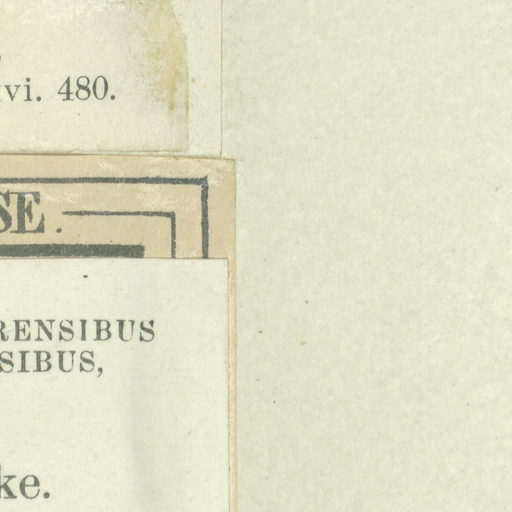 vi. 480.
SE.
RENSIBUS
SIBUS,
ke.